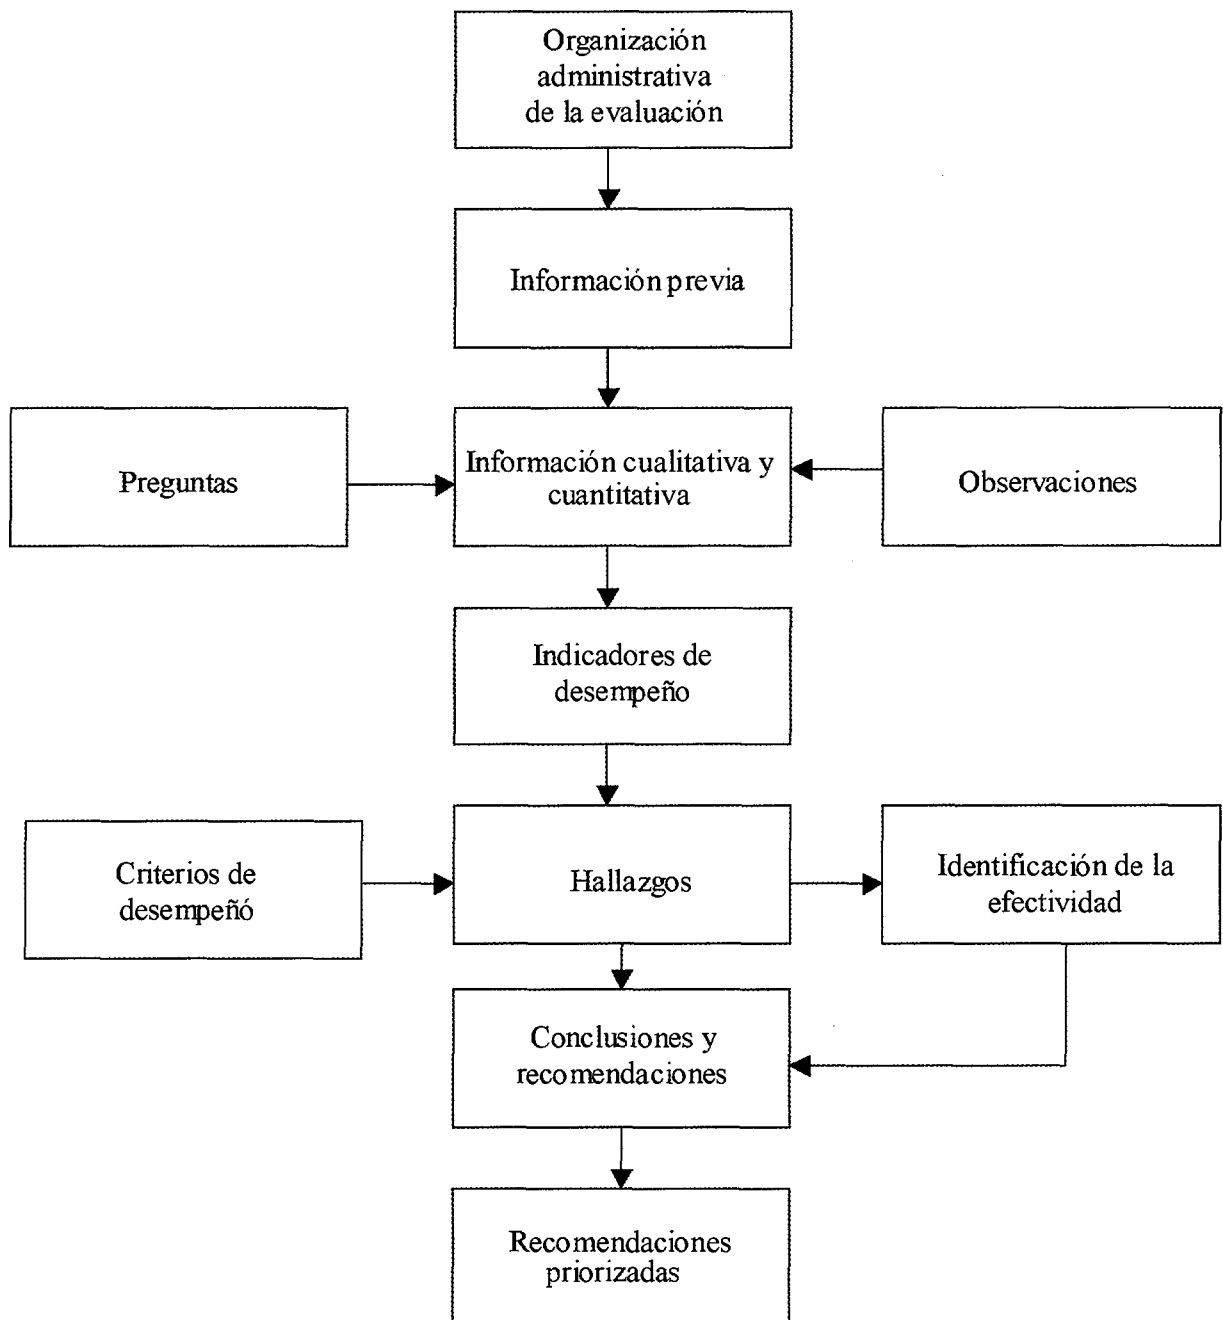 Organización
administrativa
de la evaluación
Información previa
Preguntas
Información cualitativa y
cuantitativa
Observaciones
Indicadores de
desempeño
Criterios de
desempeñó
Hallazgos
Identificación de la
efectividad
Conclusiones y
recomendaciones
Recomendaciones
priorizadas